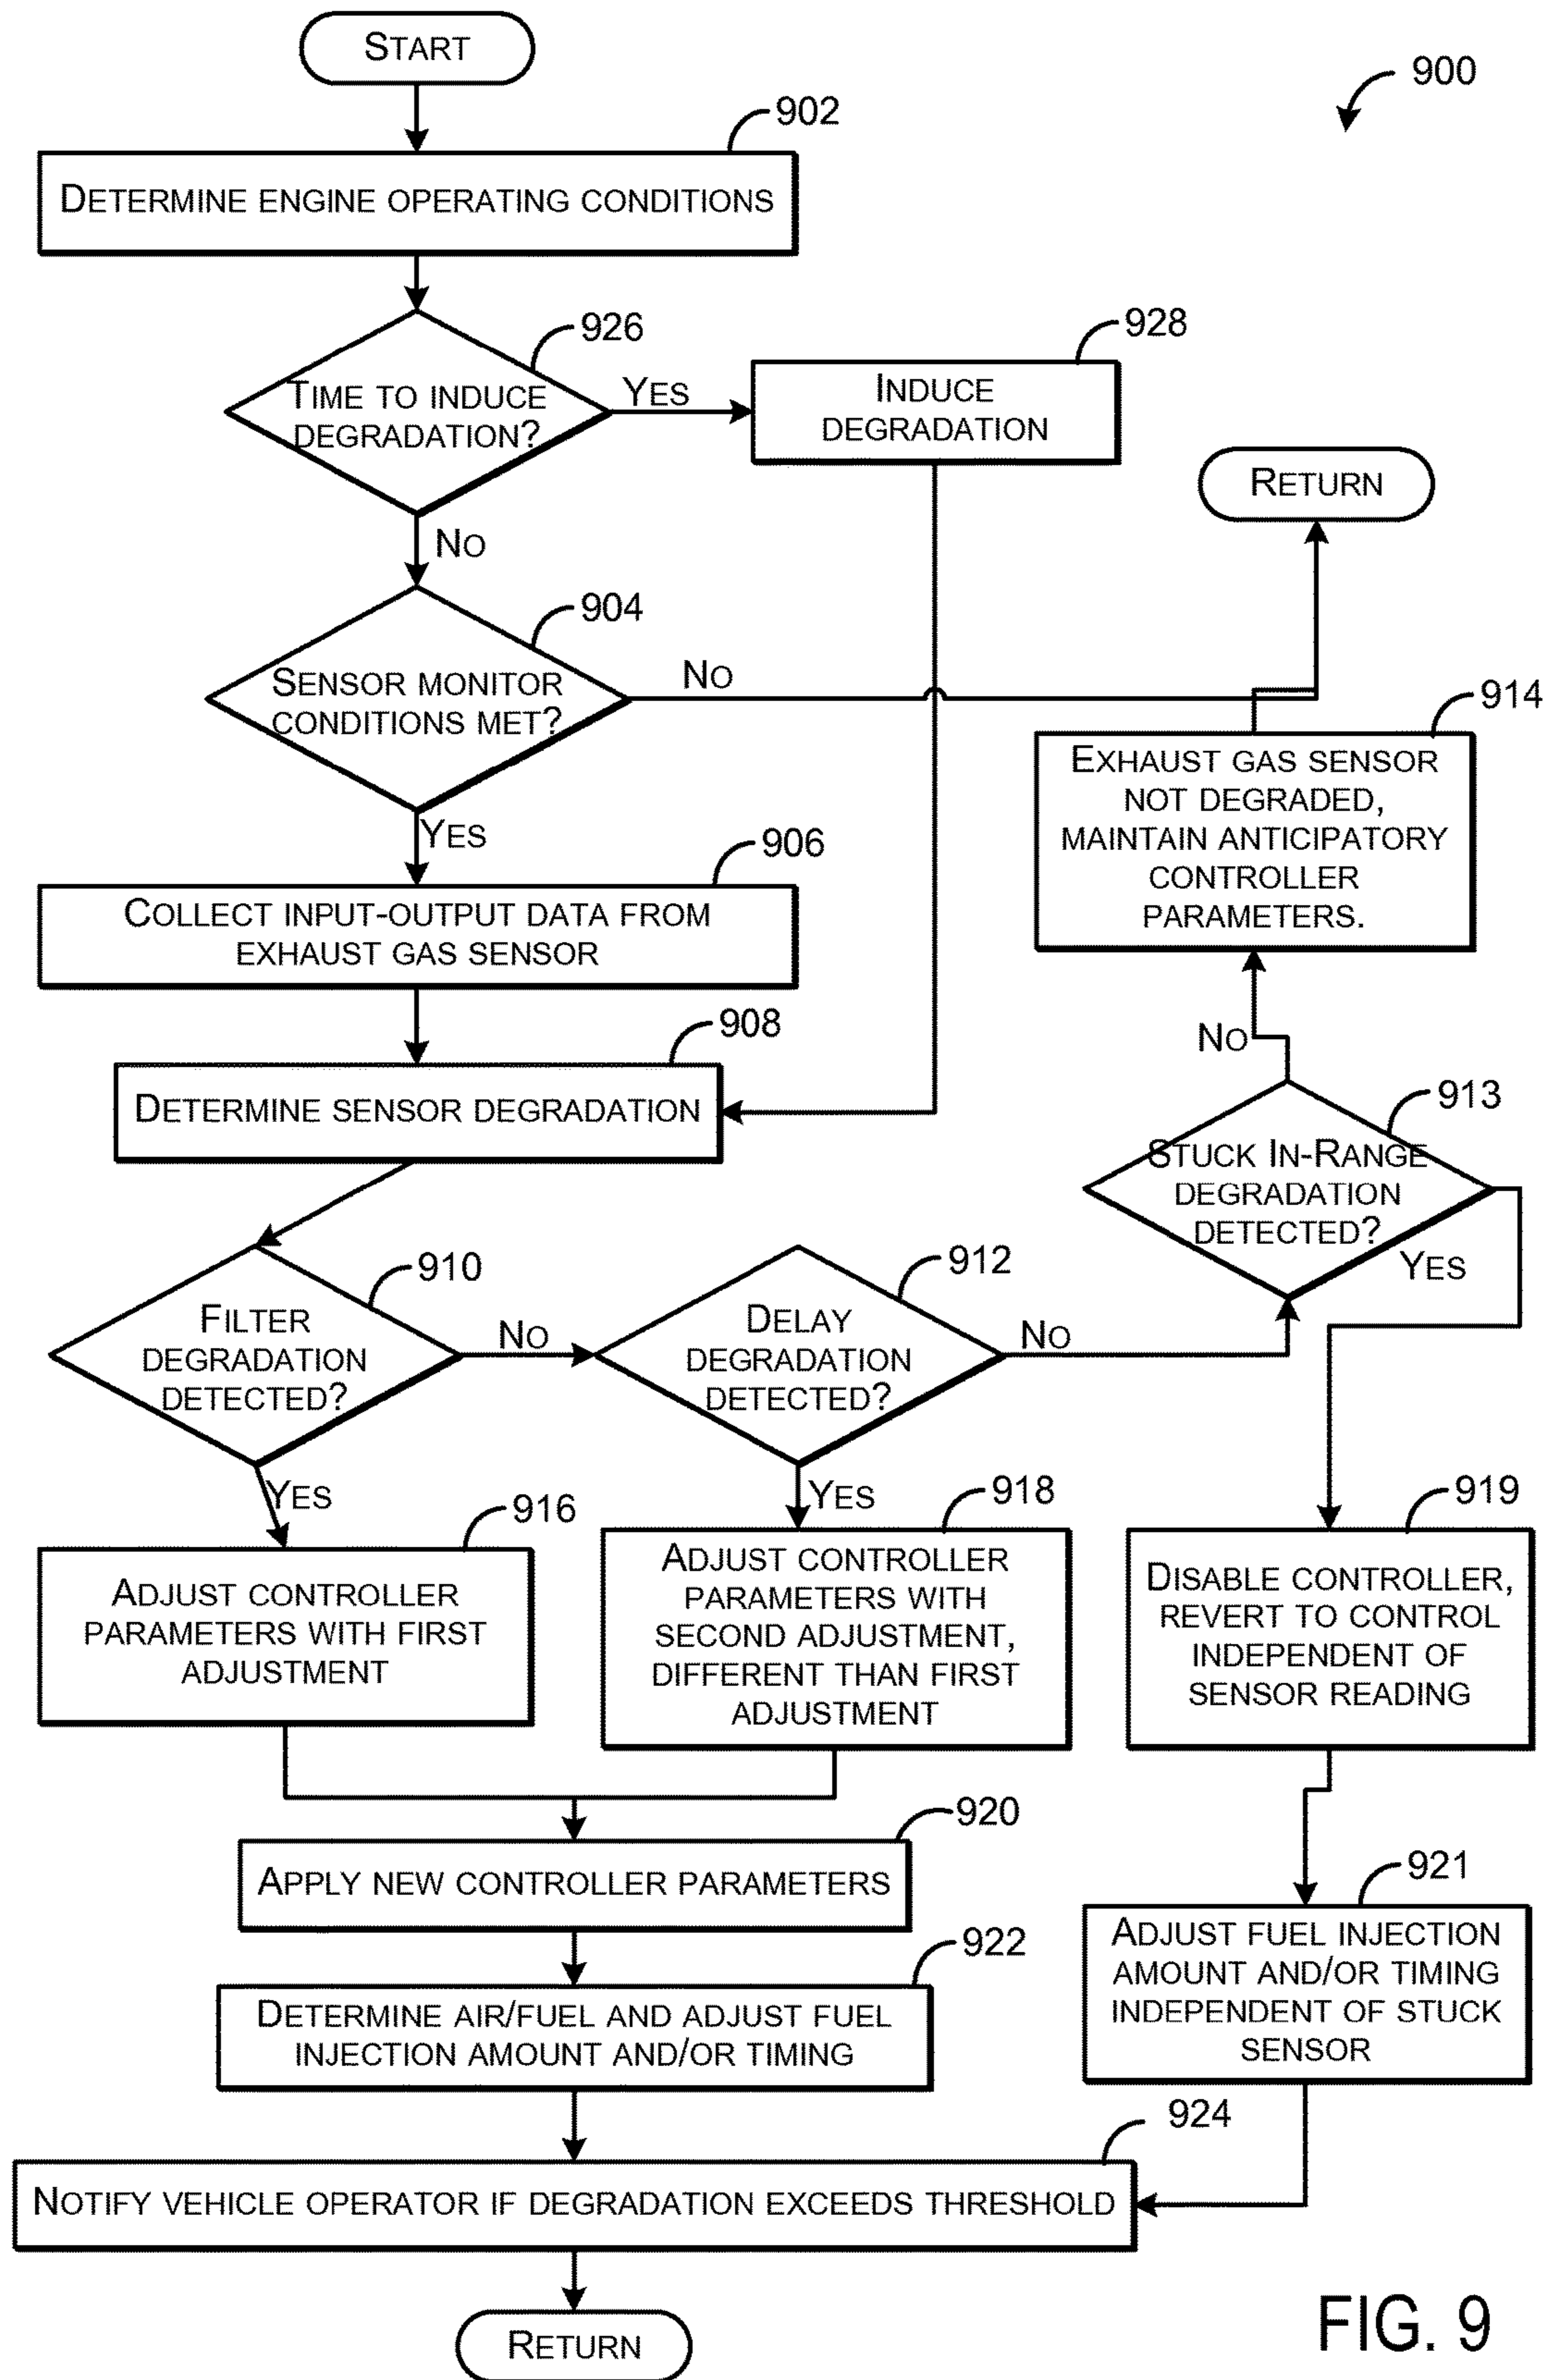 START
900
902
DETERMINE ENGINE OPERATING CONDITIONS
926
928
TIME TO INDUCE
DEGRADATION?
YES
INDUCE
DEGRADATION
RETURN
NO
904
SENSOR MONITOR
CONDITIONS MET?
NO
914
EXHAUST GAS SENSOR
NOT DEGRADED,
MAINTAIN ANTICIPATORY
CONTROLLER
PARAMETERS.
YES
906
COLLECT INPUT-OUTPUT DATA FROM
EXHAUST GAS SENSOR
908
DETERMINE SENSOR DEGRADATION
NO
913
STUCK IN-RANGE
DEGRADATION
DETECTED?
YES
910
FILTER
DEGRADATION
DETECTED?
NO
912
DELAY
DEGRADATION
DETECTED?
NO
YES
916
ADJUST CONTROLLER
PARAMETERS WITH FIRST
ADJUSTMENT
YES
918
ADJUST CONTROLLER
PARAMETERS WITH
SECOND ADJUSTMENT,
DIFFERENT THAN FIRST
ADJUSTMENT
919
DISABLE CONTROLLER,
REVERT TO CONTROL
INDEPENDENT OF
SENSOR READING
920
APPLY NEW CONTROLLER PARAMETERS
921
ADJUST FUEL INJECTION
AMOUNT AND/OR TIMING
INDEPENDENT OF STUCK
SENSOR
922
DETERMINE AIR/FUEL AND ADJUST FUEL
INJECTION AMOUNT AND/OR TIMING
924
NOTIFY VEHICLE OPERATOR IF DEGRADATION EXCEEDS THRESHOLD
RETURN
FIG. 9